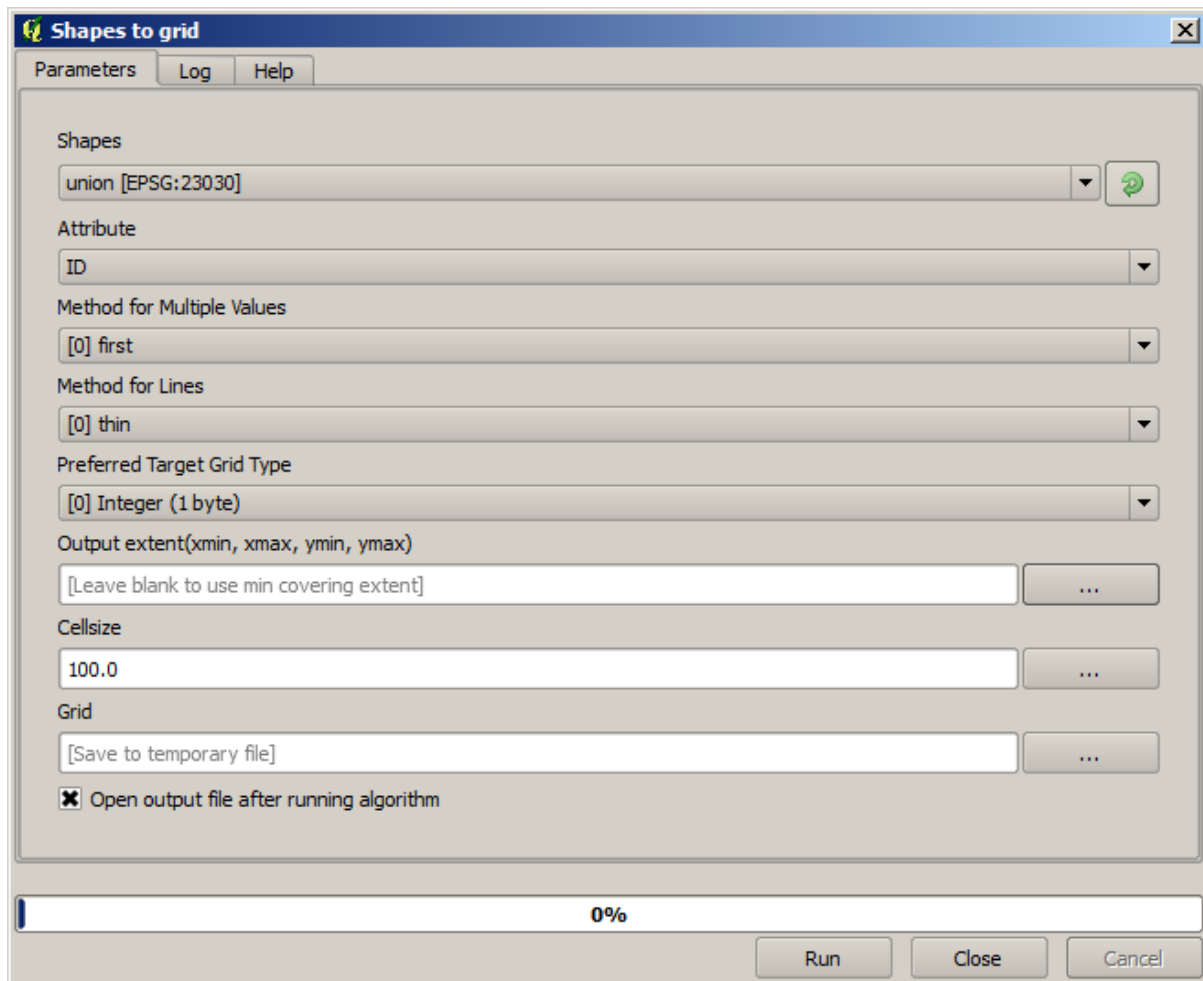 Shapes to grid
Parameters Log Help
Shapes
union [EPSG:23030]
Attribute
ID
Method for Multiple Values
[0] first
Method for Lines
[0] thin
Preferred Target Grid Type
[0] Integer (1 byte)
Output extent(xmin, xmax, ymin, ymax)
[Leave blank to use min covering extent] ...
Cellsize
100.0 ...
Grid
[Save to temporary file] ...
Open output file after running algorithm
0%
Run Close Cancel